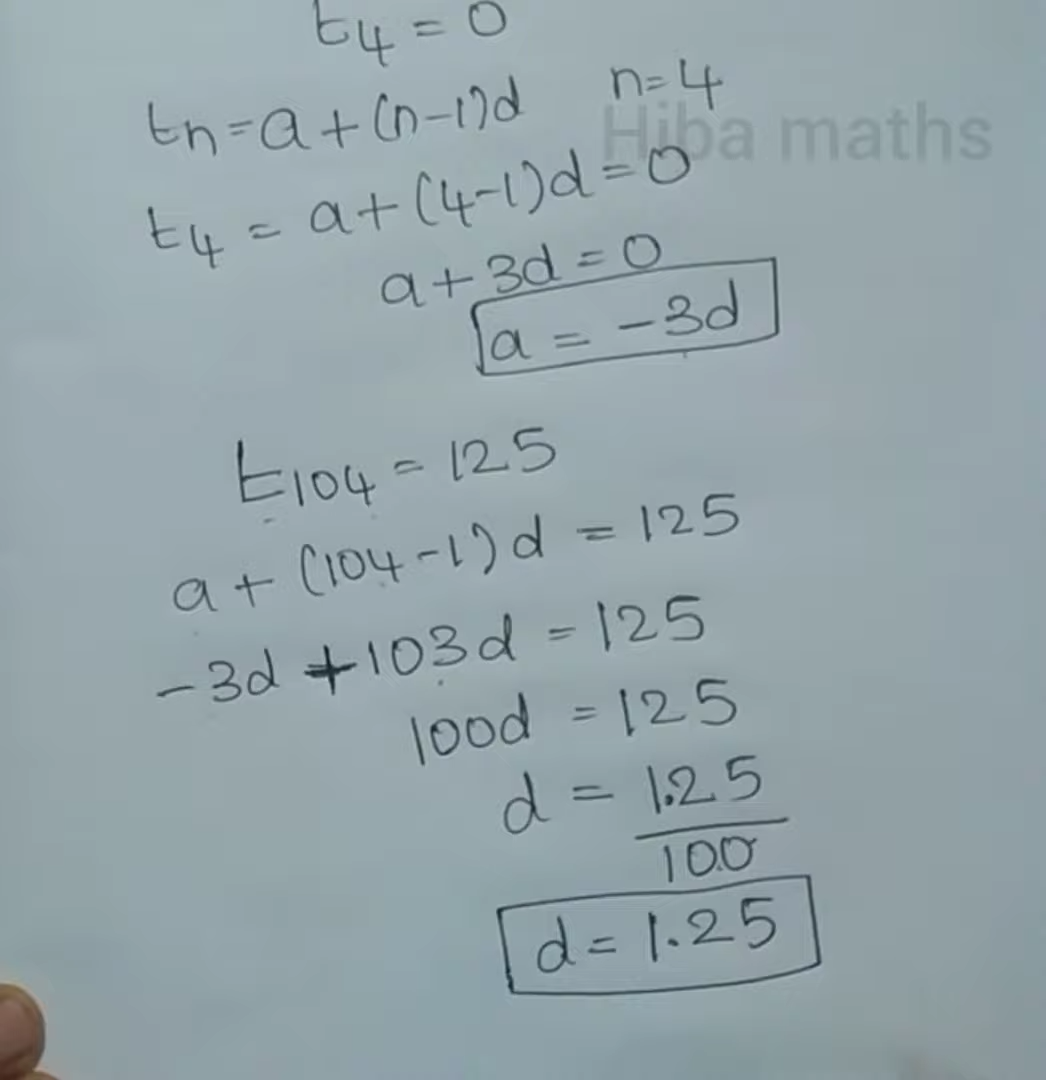 t4 = 0
tn = a + (n-1)d n=4
Hiba maths
t4 = a + (4-1)d = 0
a + 3d = 0
a = -3d
t104 = 125
a + (104-1)d = 125
-3d + 103d = 125
100d = 125
d = 1.25
100
d = 1.25